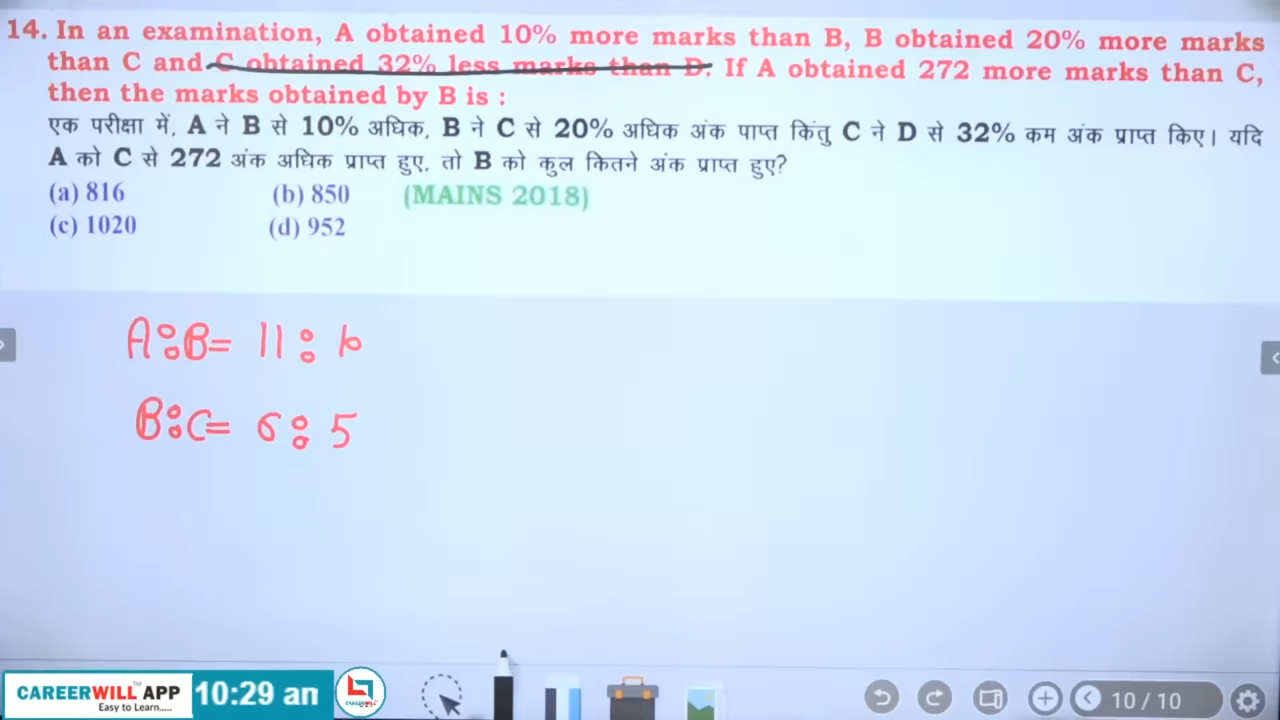 14. In an examination, A obtained 10% more marks than B, B obtained 20% more marks
than C and C obtained 32% less marks than D. If A obtained 272 more marks than C,
then the marks obtained by B is :
एक परीक्षा में, A ने B से 10% अधिक, B ने C से 20% अधिक अंक पाप्त किंतु C ने D से 32% कम अंक प्राप्त किए। यदि
A को C से 272 अंक अधिक प्राप्त हुए, तो B को कुल कितने अंक प्राप्त हुए?
(a) 816 (b) 850 (MAINS 2018)
(c) 1020 (d) 952
A:B= 11:10
B:C= 6:5
CAREERWILL™ APP
Easy to Learn.....
10:29 an
CAREERWILL
10 / 10